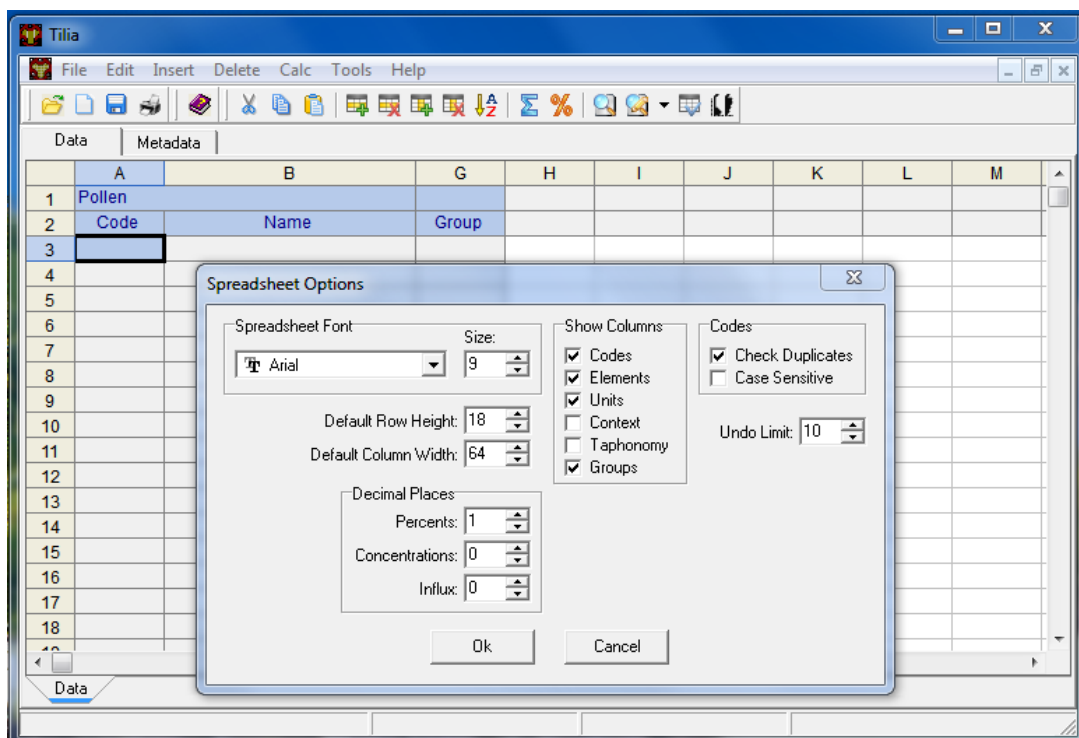 Tilia
File Edit Insert Delete Calc Tools Help
Data Metadata
A B G H I J K L M
1 Pollen
2 Code Name Group
3
4
5
6
7
8
9
10
11
12
13
14
15
16
17
18
Spreadsheet Options
Spreadsheet Font
Size:
Arial 9
Default Row Height: 18
Default Column Width: 64
Decimal Places
Percents: 1
Concentrations: 0
Influx: 0
Show Columns
Codes
Elements
Units
Context
Taphonomy
Groups
Codes
Check Duplicates
Case Sensitive
Undo Limit: 10
Ok Cancel
Data